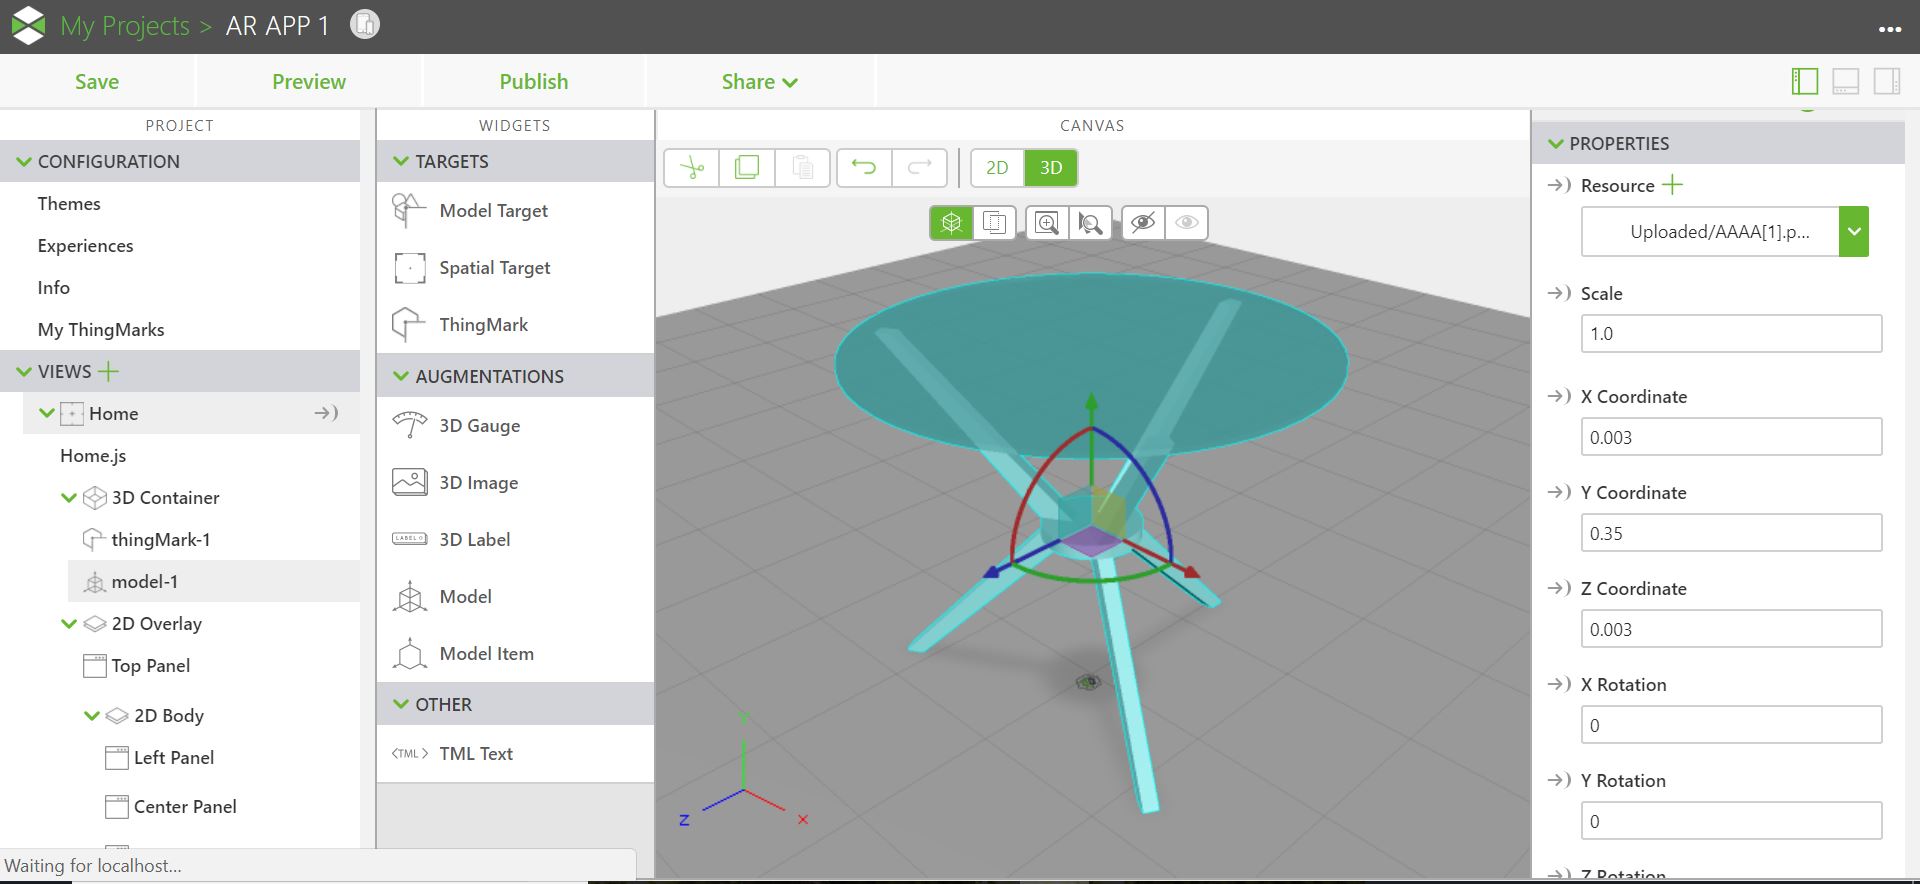 My Projects > AR APP 1
Save
Preview
Publish
Share
PROJECT
CONFIGURATION
Themes
Experiences
Info
My ThingMarks
VIEWS
Home
Home.js
3D Container
thingMark-1
model-1
2D Overlay
Top Panel
2D Body
Left Panel
Center Panel
Waiting for localhost...
WIDGETS
TARGETS
Model Target
Spatial Target
ThingMark
AUGMENTATIONS
3D Gauge
3D Image
LABEL
3D Label
Model
Model Item
OTHER
<TML> TML Text
CANVAS
2D
3D
Y
Z
X
PROPERTIES
Resource
Uploaded/AAAA[1].p...
Scale
1.0
X Coordinate
0.003
Y Coordinate
0.35
Z Coordinate
0.003
X Rotation
0
Y Rotation
0
Z Rotation